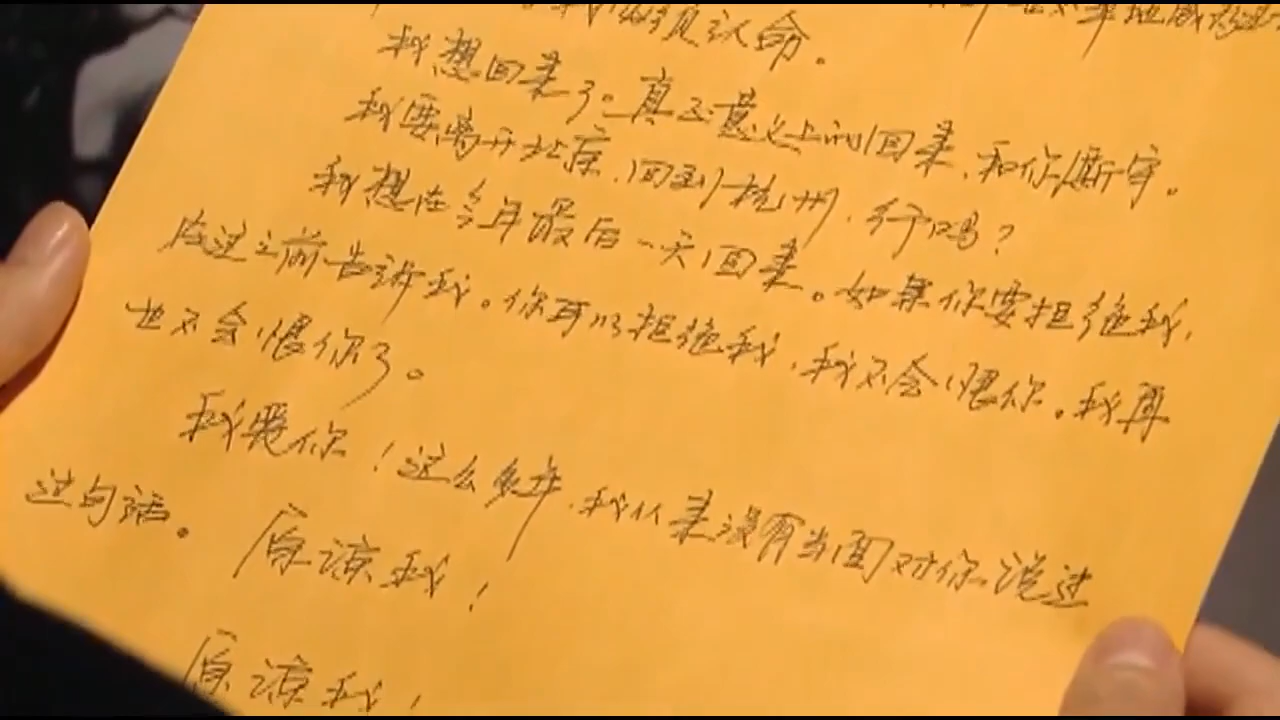 须认命。
我想回来了。真正意义上的回来，和你厮守。
我要离开北京，回到杭州，行吗？
我想在今年最后一天回来。如果你要拒绝我，
在这之前告诉我。你可以拒绝我，我不会恨你。我再
也不会恨你了。
我爱你！这么多年，我从来没有当面对你说过
这句话。原谅我！
原谅我！